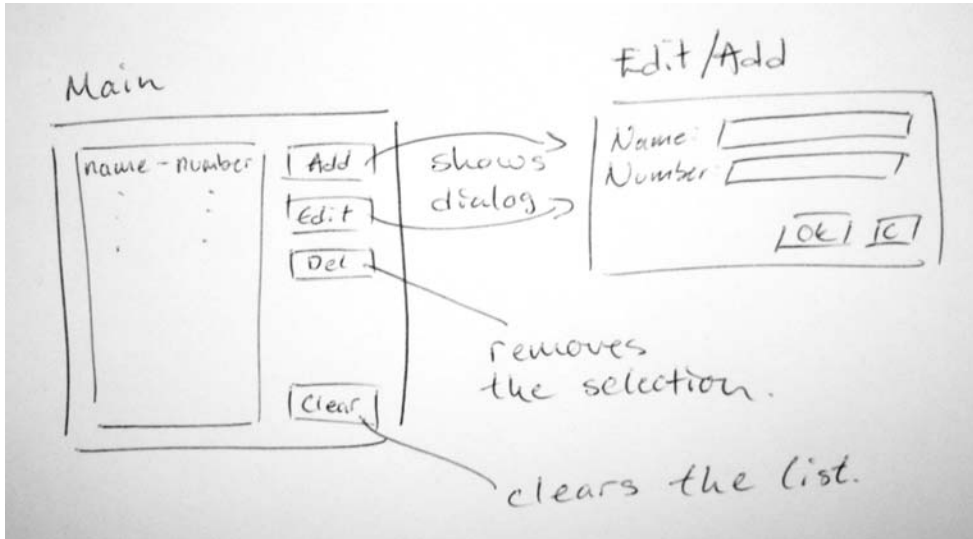 Main
name - number
Add
Edit
Del
Clear
shows
dialog
removes
the selection.
clears the list.
Edit/Add
Name:
Number:
OK
C